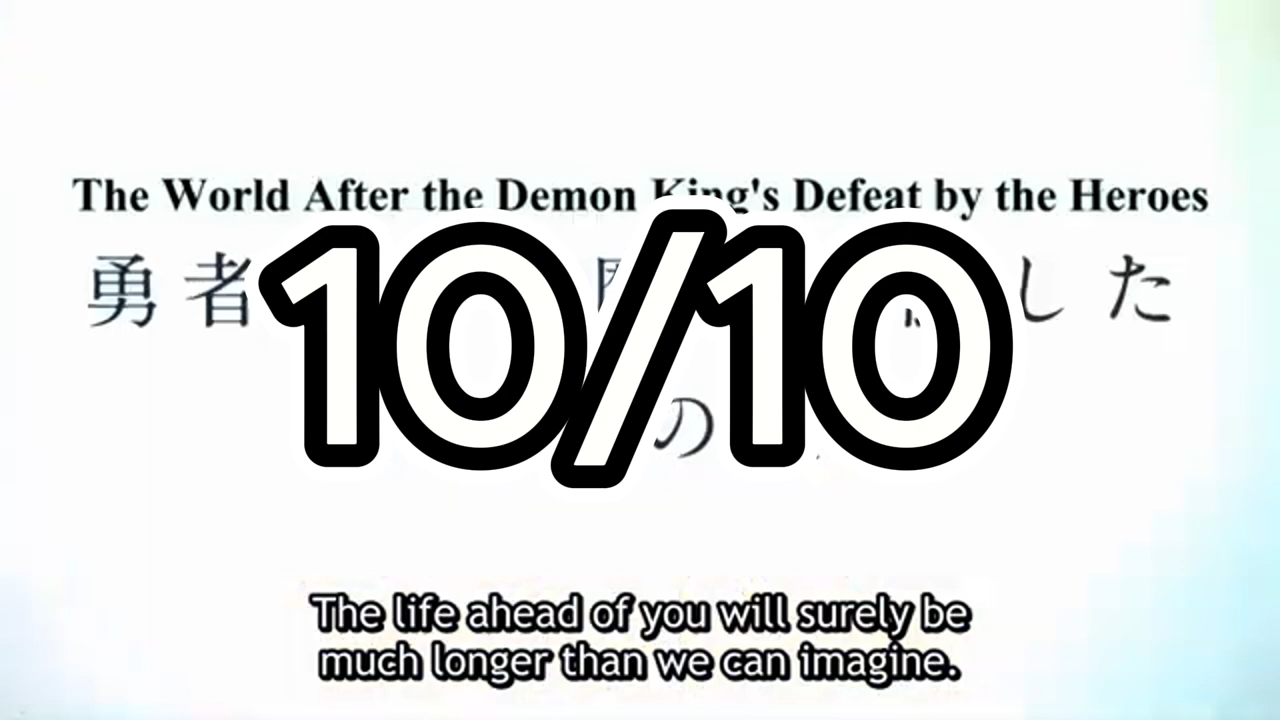 The World After the Demon King's Defeat by the Heroes
勇者 した
10/10
の
The life ahead of you will surely be
much longer than we can imagine.